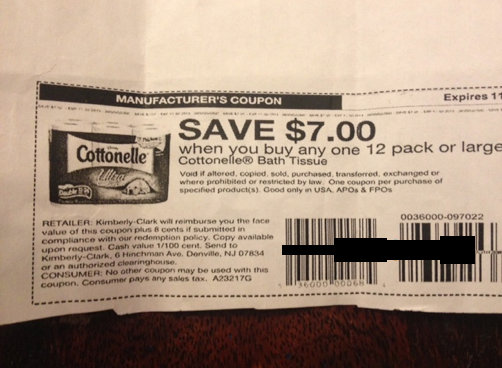 MANUFACTURER'S COUPON
Expires 11
SAVE $7.00
when you buy any one 12 pack or large
Cottonelle® Bath Tissue
Cottonelle
Ultra
Void if altered, copied, sold, purchased, transferred, exchanged or
where prohibited or restricted by law. One coupon per purchase of
specified product(s). Good only in USA, APOs & FPOs
RETAILER: Kimberly-Clark will reimburse you the face
value of this coupon plus 8 cents if submitted in
compliance with our redemption policy. Copy available
upon request. Cash value 1/100 cent. Send to
Kimberly-Clark, 6 Hinchman Ave. Denville, NJ 07834
or an authorized clearinghouse.
CONSUMER: No other coupon may be used with this
coupon. Consumer pays any sales tax. A23217G
0036000-097022
36000 00068